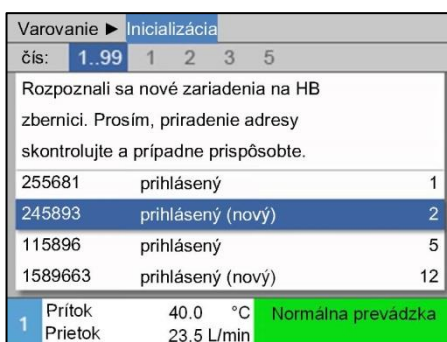 Varovanie ► Inicializácia
čís: 1..99 1 2 3 5
Rozpoznali sa nové zariadenia na HB
zbernici. Prosím, priradenie adresy
skontrolujte a prípadne prispôsobte.
255681 prihlásený 1
245893 prihlásený (nový) 2
115896 prihlásený 5
1589663 prihlásený (nový) 12
1 Prítok 40.0 °C Normálna prevádzka
Prietok 23.5 L/min